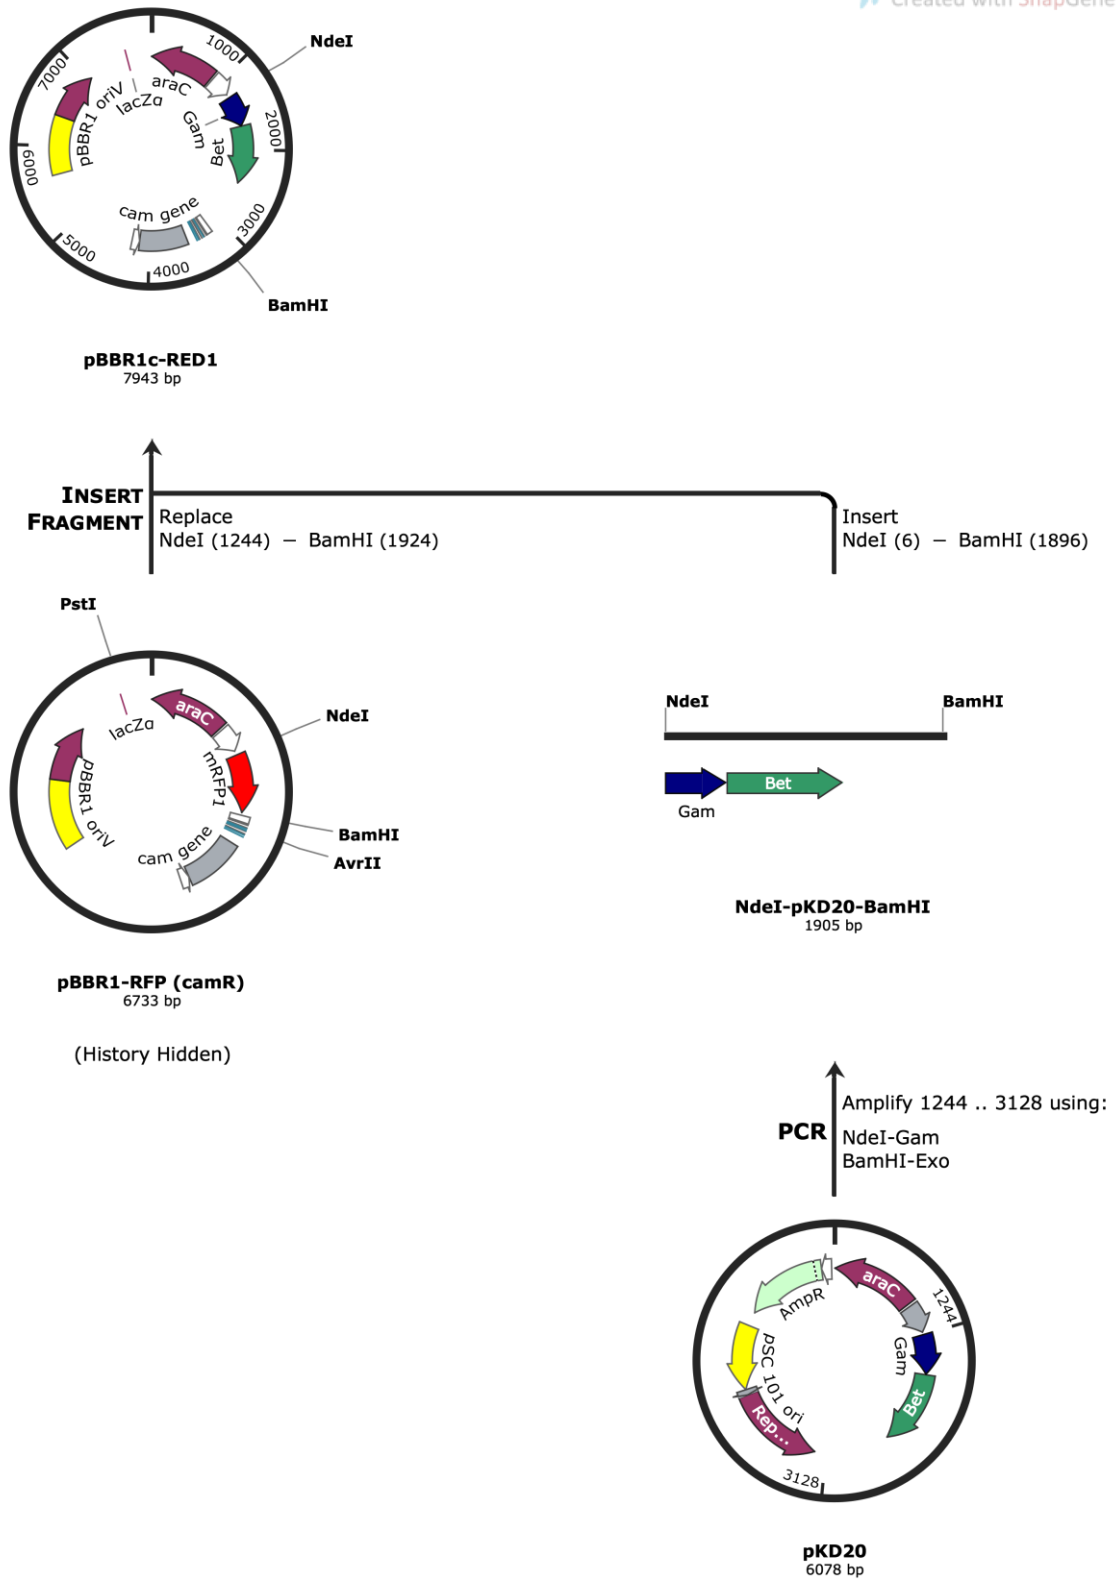 Created with SnapGene
NdeI
1000
2000
3000
4000
5000
6000
7000
araC
Gam
Bet
cam gene
pBBR1 oriV
lacZα
BamHI
pBBR1c-RED1
7943 bp
INSERT
FRAGMENT
Replace
NdeI (1244) – BamHI (1924)
Insert
NdeI (6) – BamHI (1896)
PstI
NdeI
BamHI
AvrII
araC
mRFP1
cam gene
pBBR1 oriV
lacZα
pBBR1-RFP (camR)
6733 bp
(History Hidden)
NdeI
BamHI
Bet
Gam
NdeI-pKD20-BamHI
1905 bp
PCR
Amplify 1244 .. 3128 using:
NdeI-Gam
BamHI-Exo
araC
1244
Gam
Bet
AmpR
pSC 101 ori
Rep...
3128
pKD20
6078 bp